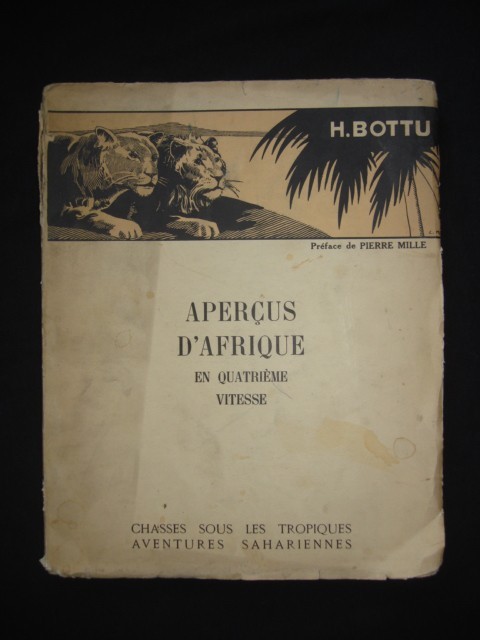 H.BOTTU
Préface de PIERRE MILLE
APERÇUS
D'AFRIQUE
EN QUATRIÈME
VITESSE
CHASSES SOUS LES TROPIQUES
AVENTURES SAHARIENNES